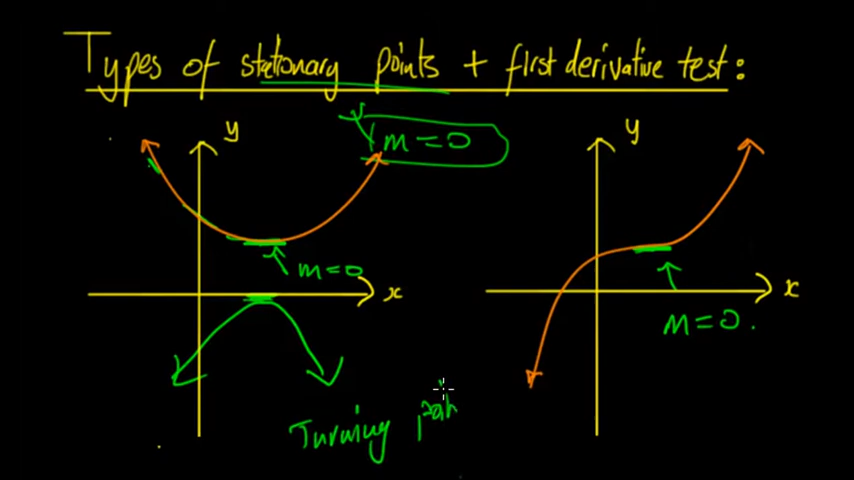 Types of stationary points + first derivative test:
y
m = 0
y
m = 0
x
x
m = 0.
Turning